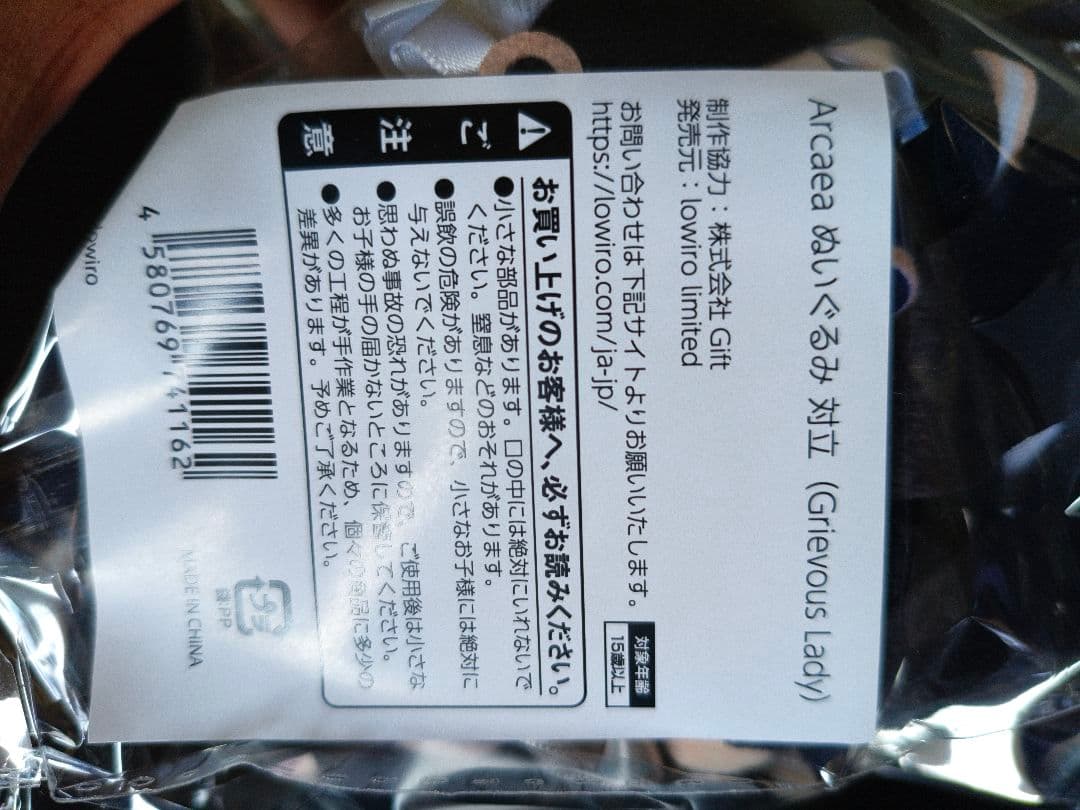 Arcaea ぬいぐるみ 対立 (Grievous Lady)
制作協力：株式会社 Gift
発売元：lowiro limited
お問い合わせは下記サイトよりお願いいたします。
https://lowiro.com/ja-jp/
対象年齢
15歳以上
ご注意
お買い上げのお客様へ、必ずお読みください。
●小さな部品があります。口の中には絶対にいれないで
ください。窒息などのおそれがあります。
●誤飲の危険がありますので、小さなお子様には絶対に
与えないでください。
●思わぬ事故の恐れがありますので、ご使用後は小さな
お子様の手の届かないところに保管してください。
●多くの工程が手作業となるため、個々の商品に多少の
差異があります。予めご了承ください。
4 580769 741162
プラ
袋:PP
MADE IN CHINA
lowiro